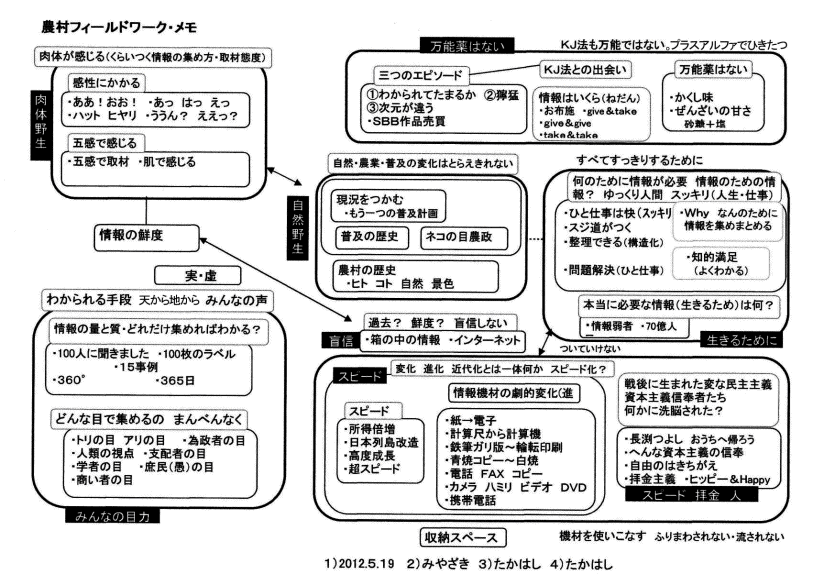 農村フィールドワーク・メモ
肉体が感じる(くらいつく情報の集め方・取材態度)
感性にかかる
・ああ！おお！ ・あっ はっ えっ
・ハット ヒヤリ ・ううん？ ええっ？
五感で感じる
・五感で取材 ・肌で感じる
肉体野生
情報の鮮度
実・虚
わかられる手段 天から地から みんなの声
情報の量と質・どれだけ集めればわかる？
・100人に聞きました ・100枚のラベル
・15事例
・360° ・365日
どんな目で集めるの まんべんなく
・トリの目 アリの目 ・為政者の目
・人類の視点 ・支配者の目
・学者の目 ・庶民(愚)の目
・商い者の目
みんなの目力
万能薬はない
KJ法も万能ではない。プラスアルファでひきたつ
三つのエピソード
①わかられてたまるか ②獰猛
③次元が違う
・SBB作品売買
KJ法との出会い
情報はいくら(ねだん)
・お布施 ・give&take
・give&give
・take&take
万能薬はない
・かくし味
・ぜんざいの甘さ
砂糖＋塩
自然・農業・普及の変化はとらえきれない
自然野生
現況をつかむ
・もう一つの普及計画
普及の歴史
ネコの目農政
農村の歴史
・ヒト コト 自然 景色
すべてすっきりするために
何のために情報が必要 情報のための情
報？ ゆっくり人間 スッキリ(人生・仕事)
・ひと仕事は快(スッキリ
・スジ道がつく
・整理できる(構造化)
・問題解決(ひと仕事)
・Why なんのために
情報を集めまとめる
・知的満足
(よくわかる)
本当に必要な情報(生きるため)は何？
・情報弱者 ・70億人
生きるために
過去？ 鮮度？ 盲信しない
盲信
・箱の中の情報 ・インターネット
ついていけない
スピード
変化 進化 近代化とは一体何か スピード化？
スピード
・所得倍増
・日本列島改造
・高度成長
・超スピード
情報機材の劇的変化(進
・紙→電子
・計算尺から計算機
・鉄筆ガリ版～輪転印刷
・青焼コピー～白焼
・電話 FAX コピー
・カメラ ハミリ ビデオ DVD
・携帯電話
戦後に生まれた変な民主主義
資本主義信奉者たち
何かに洗脳された？
・長渕つよし おうちへ帰ろう
・へんな資本主義の信奉
・自由のはきちがえ
・拝金主義 ・ヒッピー&Happy
スピード 拝金 人
収納スペース
機材を使いこなす ふりまわされない・流されない
1)2012.5.19 2)みやざき 3)たかはし 4)たかはし